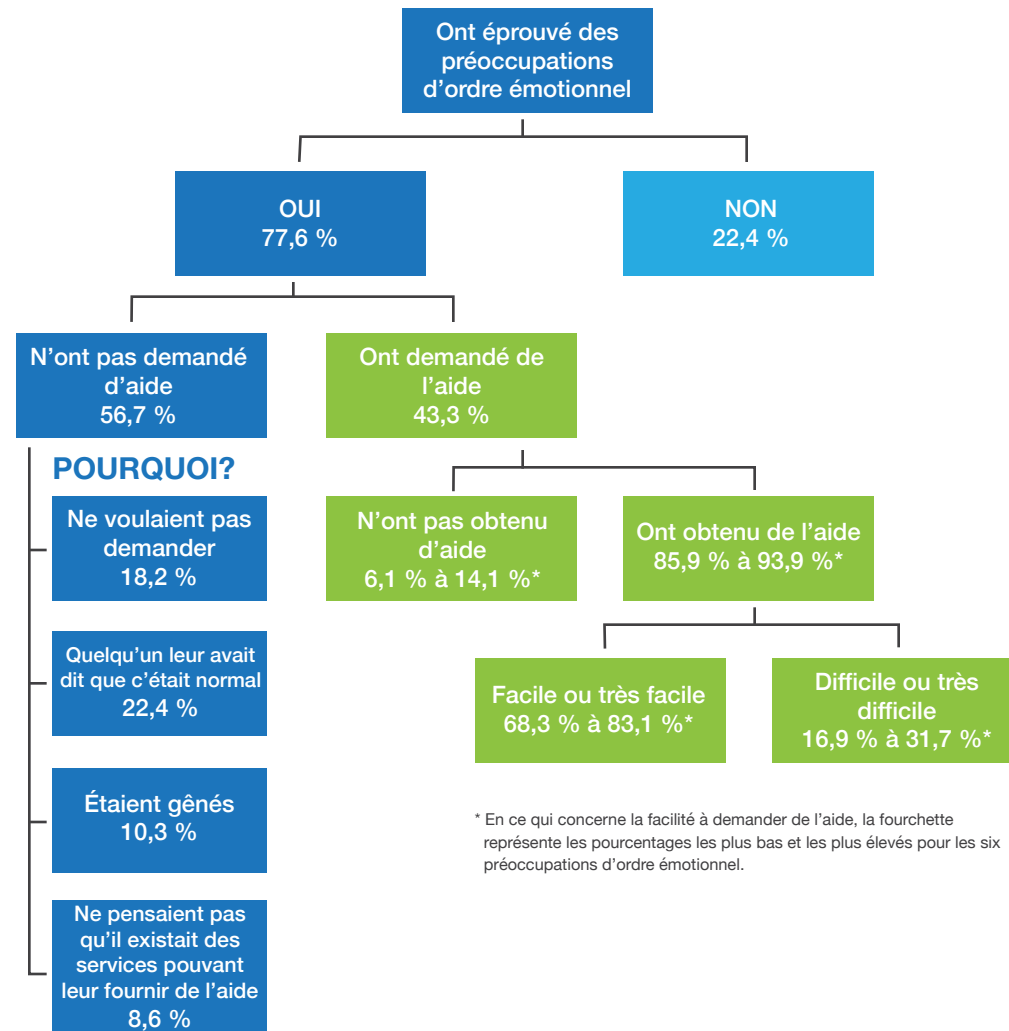 Ont éprouvé des
préoccupations
d'ordre émotionnel
OUI
77,6 %
NON
22,4 %
N'ont pas demandé
d'aide
56,7 %
Ont demandé de
l'aide
43,3 %
POURQUOI?
Ne voulaient pas
demander
18,2 %
N'ont pas obtenu
d'aide
6,1 % à 14,1 %*
Ont obtenu de l'aide
85,9 % à 93,9 %*
Quelqu'un leur avait
dit que c'était normal
22,4 %
Facile ou très facile
68,3 % à 83,1 %*
Difficile ou très
difficile
16,9 % à 31,7 %*
Étaient gênés
10,3 %
* En ce qui concerne la facilité à demander de l'aide, la fourchette
représente les pourcentages les plus bas et les plus élevés pour les six
préoccupations d'ordre émotionnel.
Ne pensaient pas
qu'il existait des
services pouvant
leur fournir de l'aide
8,6 %